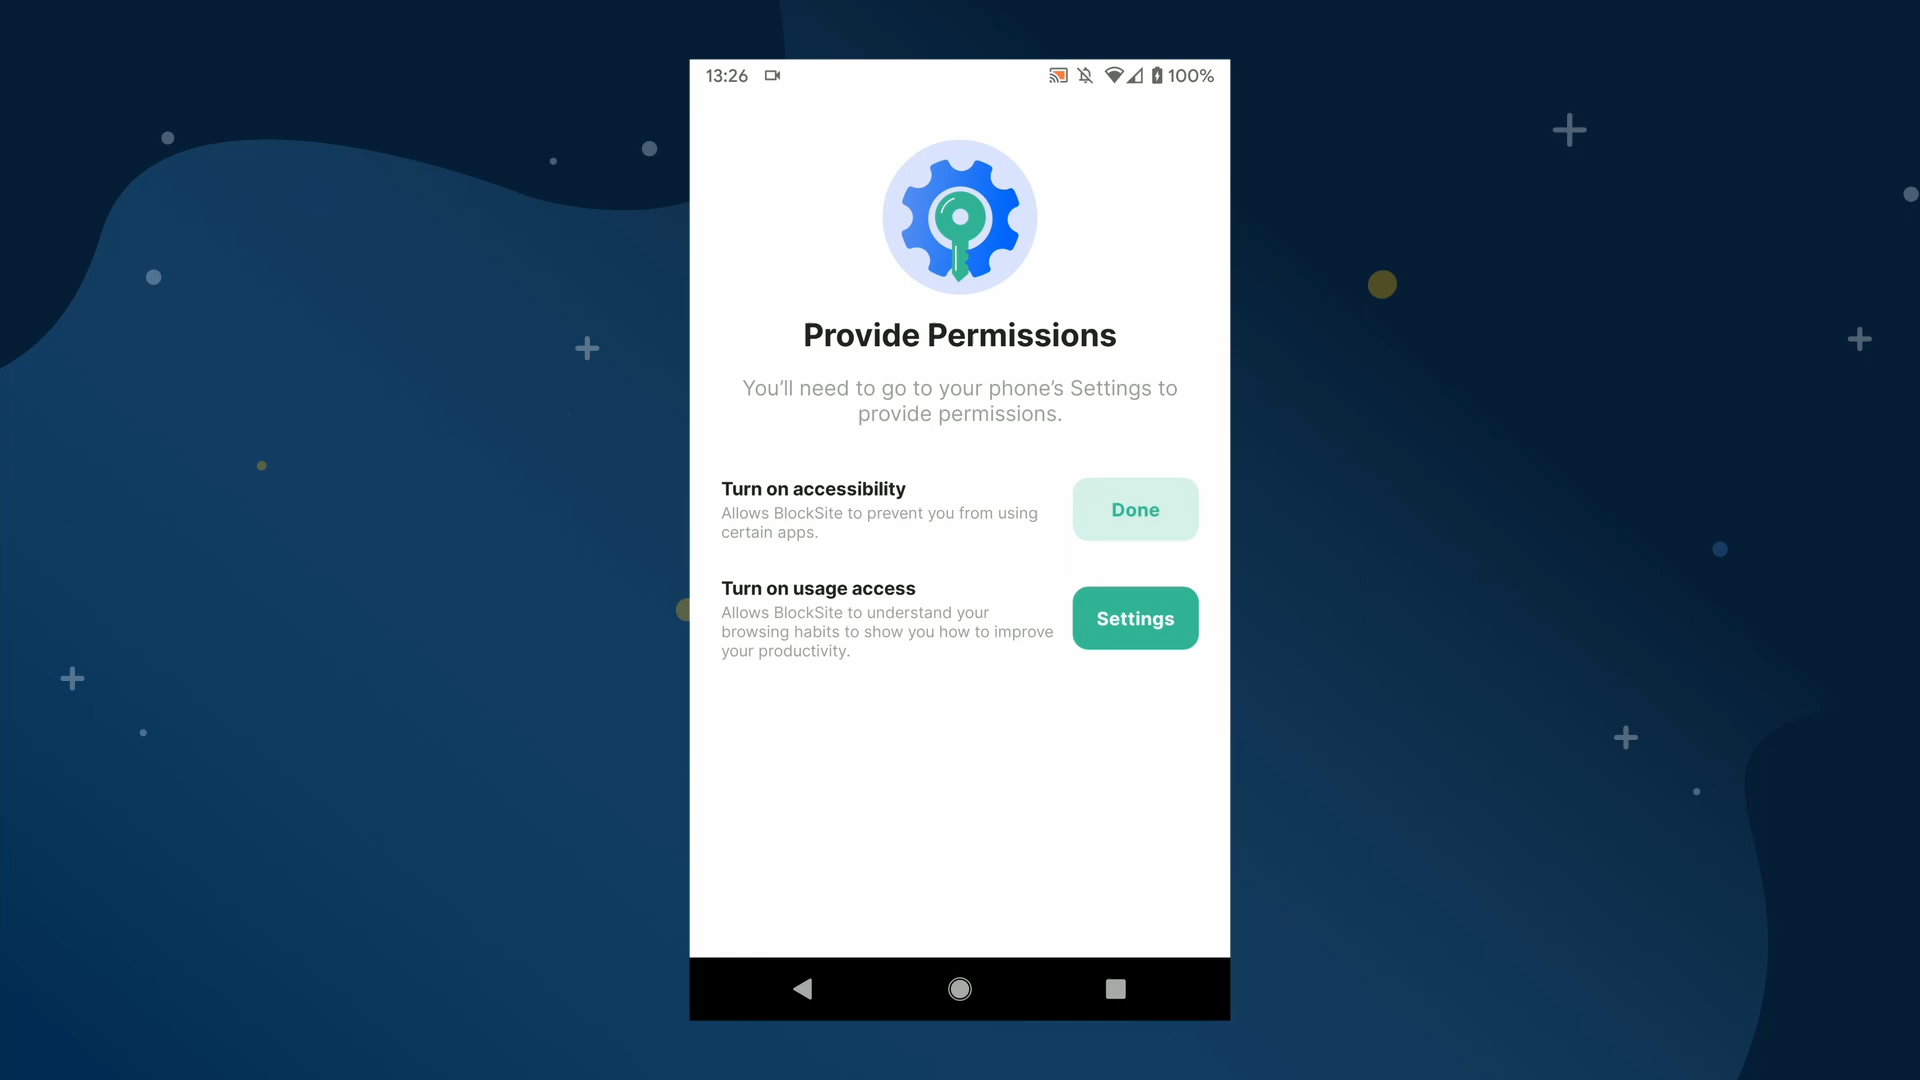 13:26
100%
Provide Permissions
You’ll need to go to your phone’s Settings to
provide permissions.
Turn on accessibility
Allows BlockSite to prevent you from using
certain apps.
Done
Turn on usage access
Allows BlockSite to understand your
browsing habits to show you how to improve
your productivity.
Settings